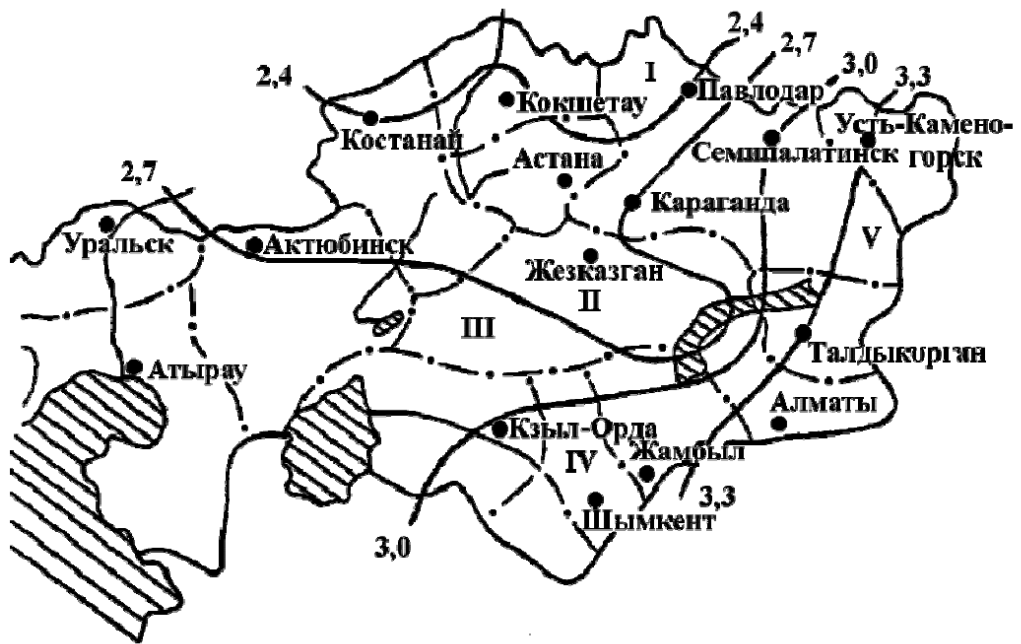 I
2,4
2,7
2,4
3,0
3,3
Павлодар
Кокшетау
Костанай
Усть-Камено-
горск
Семипалатинск
Астана
2,7
Караганда
Уральск
Актюбинск
V
Жезказган
II
III
Талдыкурган
Атырау
Алматы
Кзыл-Орда
IV
Жамбыл
3,3
Шымкент
3,0